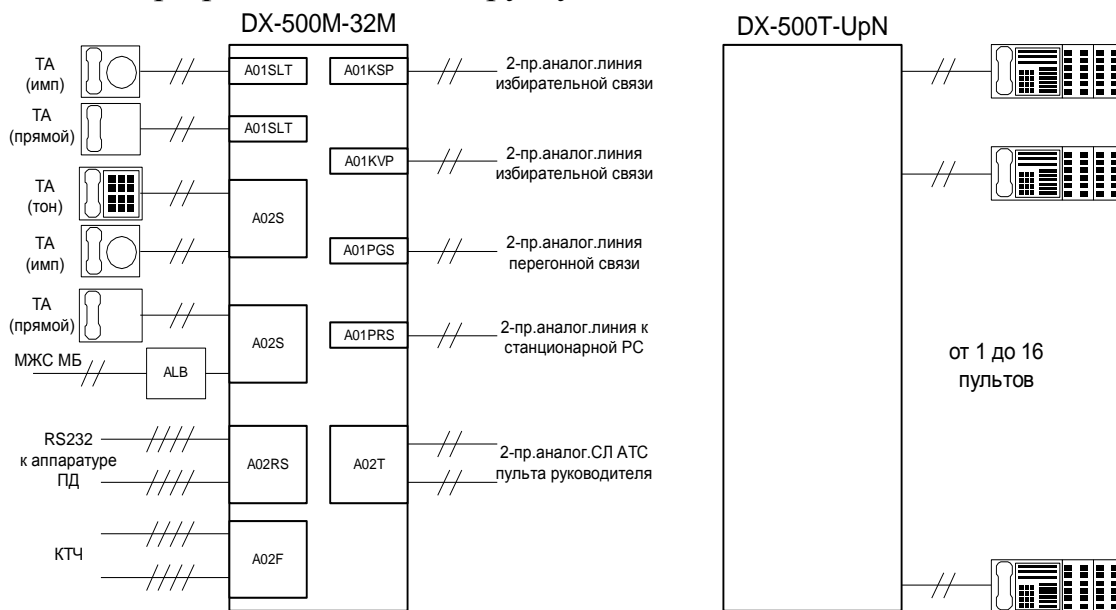 DX-500M-32M
DX-500T-UpN
ТА
(имп)
A01SLT
A01KSP
2-пр.аналог.линия
избирательной связи
ТА
(прямой)
A01SLT
A01KVP
2-пр.аналог.линия
избирательной связи
ТА
(тон)
A02S
ТА
(имп)
A01PGS
2-пр.аналог.линия
перегонной связи
ТА
(прямой)
A02S
A01PRS
2-пр.аналог.линия к
станционарной РС
МЖС МБ
ALB
от 1 до 16
пультов
RS232
к аппаратуре
ПД
A02RS
A02T
2-пр.аналог.СЛ АТС
пульта руководителя
КТЧ
A02F